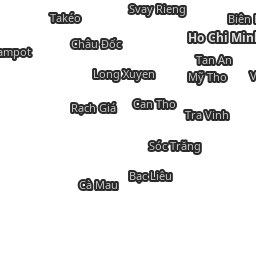 Svay Rieng
Takéo
Biên
Ho Chi Minh
Châu Đốc
ampot
Tan An
Long Xuyen
Mỹ Tho
V
Rạch Giá
Can Tho
Tra Vinh
Sóc Trăng
Bạc Liêu
Cà Mau